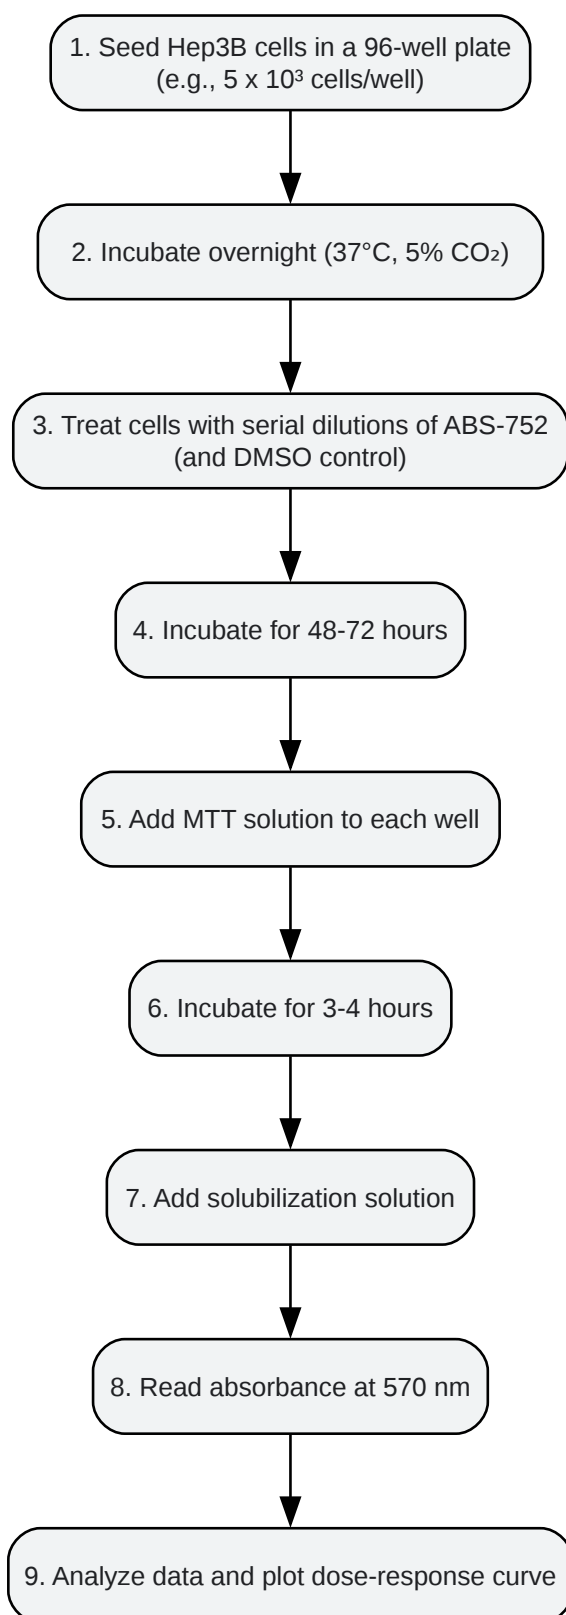 1. Seed Hep3B cells in a 96-well plate
(e.g., 5 x 10³ cells/well)
2. Incubate overnight (37°C, 5% CO₂)
3. Treat cells with serial dilutions of ABS-752
(and DMSO control)
4. Incubate for 48-72 hours
5. Add MTT solution to each well
6. Incubate for 3-4 hours
7. Add solubilization solution
8. Read absorbance at 570 nm
9. Analyze data and plot dose-response curve